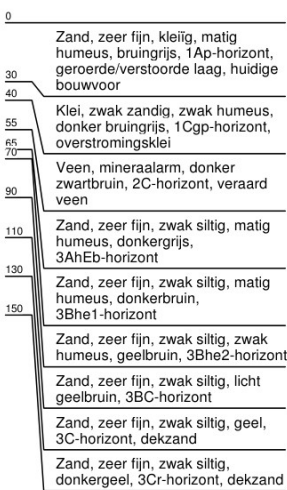 0
Zand, zeer fijn, kleiïg, matig
humeus, bruingrijs, 1Ap-horizont,
geroerde/verstoorde laag, huidige
bouwvoor
30
40
Klei, zwak zandig, zwak humeus,
donker bruingrijs, 1Cgp-horizont,
overstromingsklei
55
65
70
Veen, mineraalarm, donker
zwartbruin, 2C-horizont, veraard
veen
90
Zand, zeer fijn, zwak siltig, matig
humeus, donkergrijs,
3AhEb-horizont
110
130
Zand, zeer fijn, zwak siltig, matig
humeus, donkerbruin,
3Bhe1-horizont
150
Zand, zeer fijn, zwak siltig, zwak
humeus, geelbruin, 3Bhe2-horizont
Zand, zeer fijn, zwak siltig, licht
geelbruin, 3BC-horizont
Zand, zeer fijn, zwak siltig, geel,
3C-horizont, dekzand
Zand, zeer fijn, zwak siltig,
donkergeel, 3Cr-horizont, dekzand